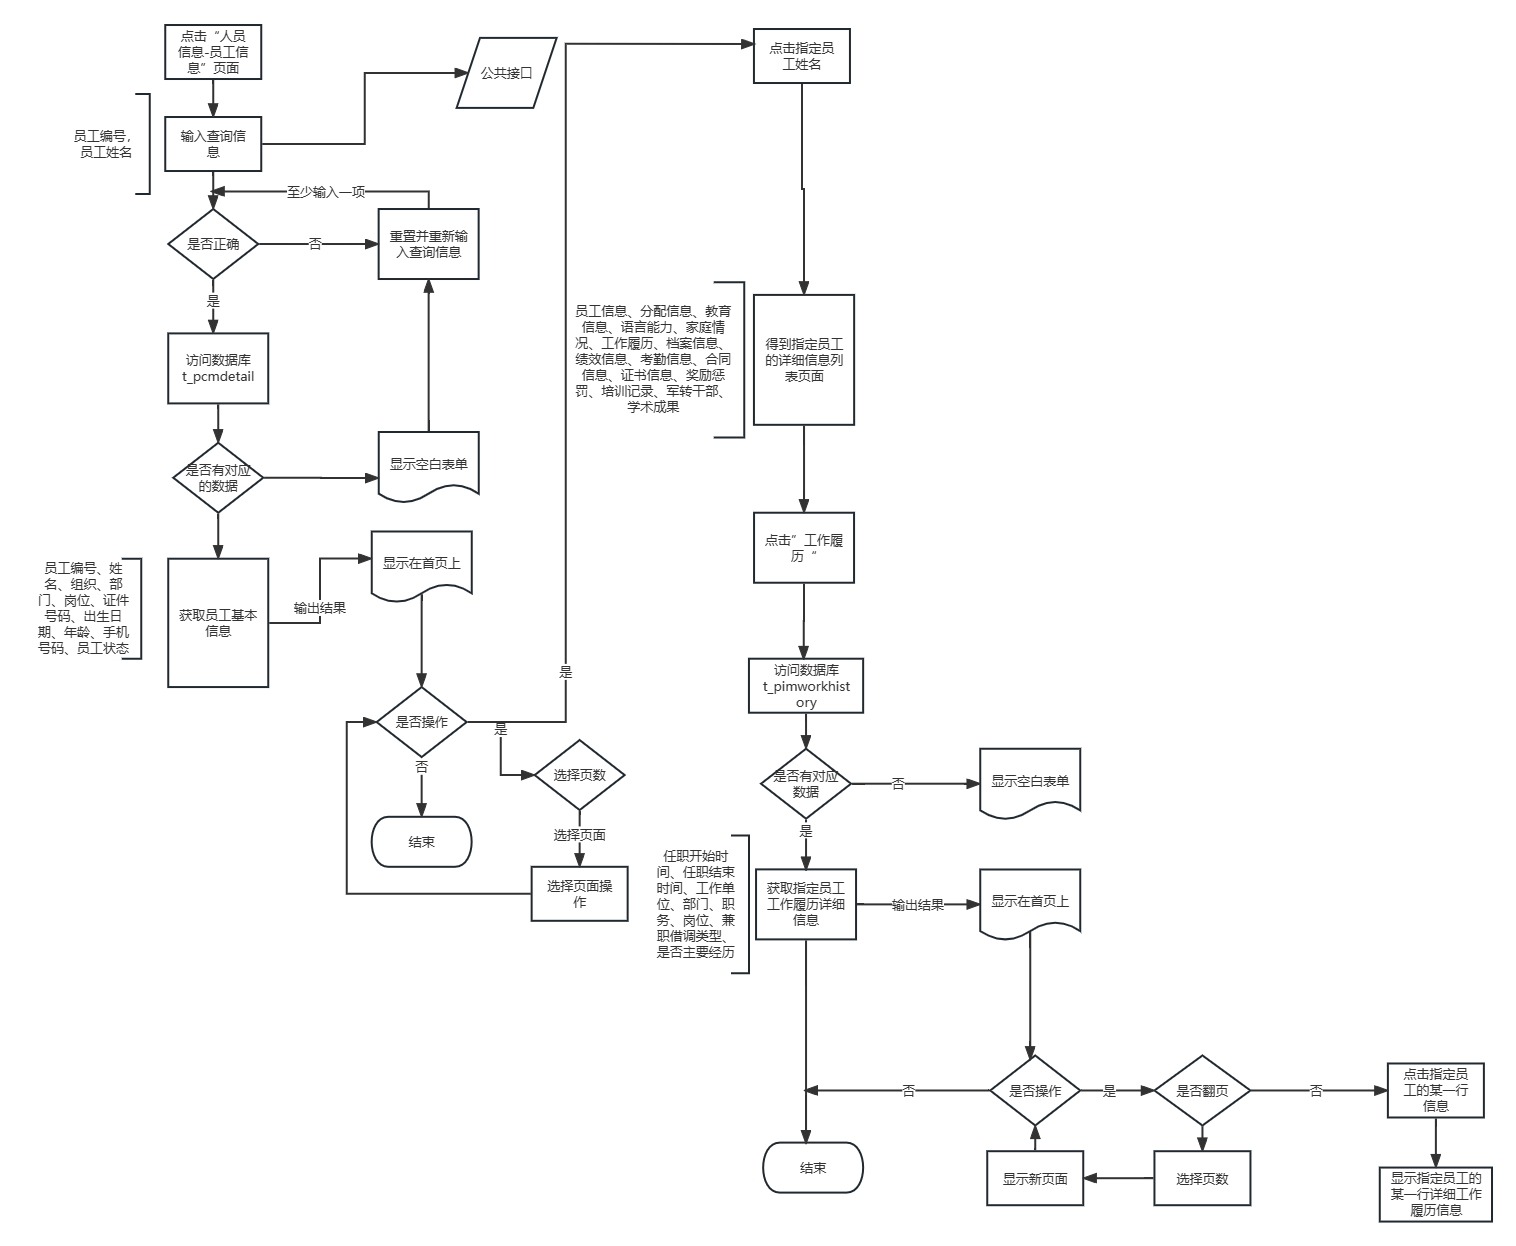 点击“人员
信息-员工信
息”页面
公共接口
员工编号,
员工姓名
输入查询信
息
至少输入一项
是否正确
否
重置并重新输
入查询信息
是
访问数据库
t_pcmdetail
是否有对应
的数据
显示空白表单
员工编号、姓
名、组织、部
门、岗位、证件
号码、出生日
期、年龄、手机
号码、员工状态
获取员工基本
信息
输出结果
显示在首页上
是否操作
是
是
否
结束
选择页数
选择页面
选择页面操
作
点击指定员
工姓名
员工信息、分配信息、教育
信息、语言能力、家庭情
况、工作履历、档案信息、
绩效信息、考勤信息、合同
信息、证书信息、奖励惩
罚、培训记录、军转干部、
学术成果
得到指定员工
的详细信息列
表页面
点击”工作履
历“
访问数据库
t_pimworkhist
ory
是否有对应
数据
否
显示空白表单
是
任职开始时
间、任职结束
时间、工作单
位、部门、职
务、岗位、兼
职借调类型、
是否主要经历
获取指定员工
工作履历详细
信息
输出结果
显示在首页上
否
是否操作
是
是否翻页
否
点击指定员
工的某一行
信息
结束
显示新页面
选择页数
显示指定员工的
某一行详细工作
履历信息